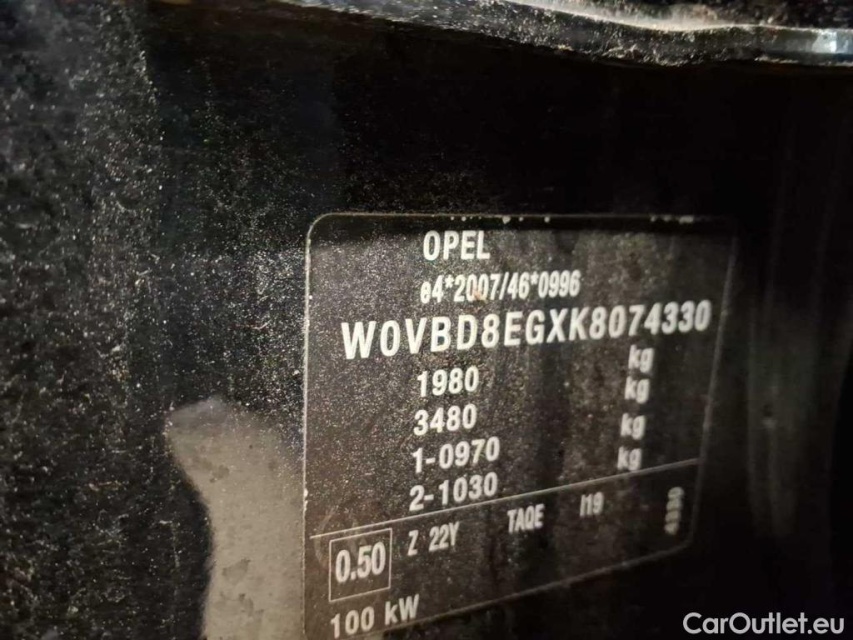 OPEL
e4*2007/46*0996
W0VBD8EGXK8074330
1980 kg
3480 kg
1-0970 kg
2-1030 kg
0.50 Z 22Y TAQE I19
100 kW
CarOutlet.eu